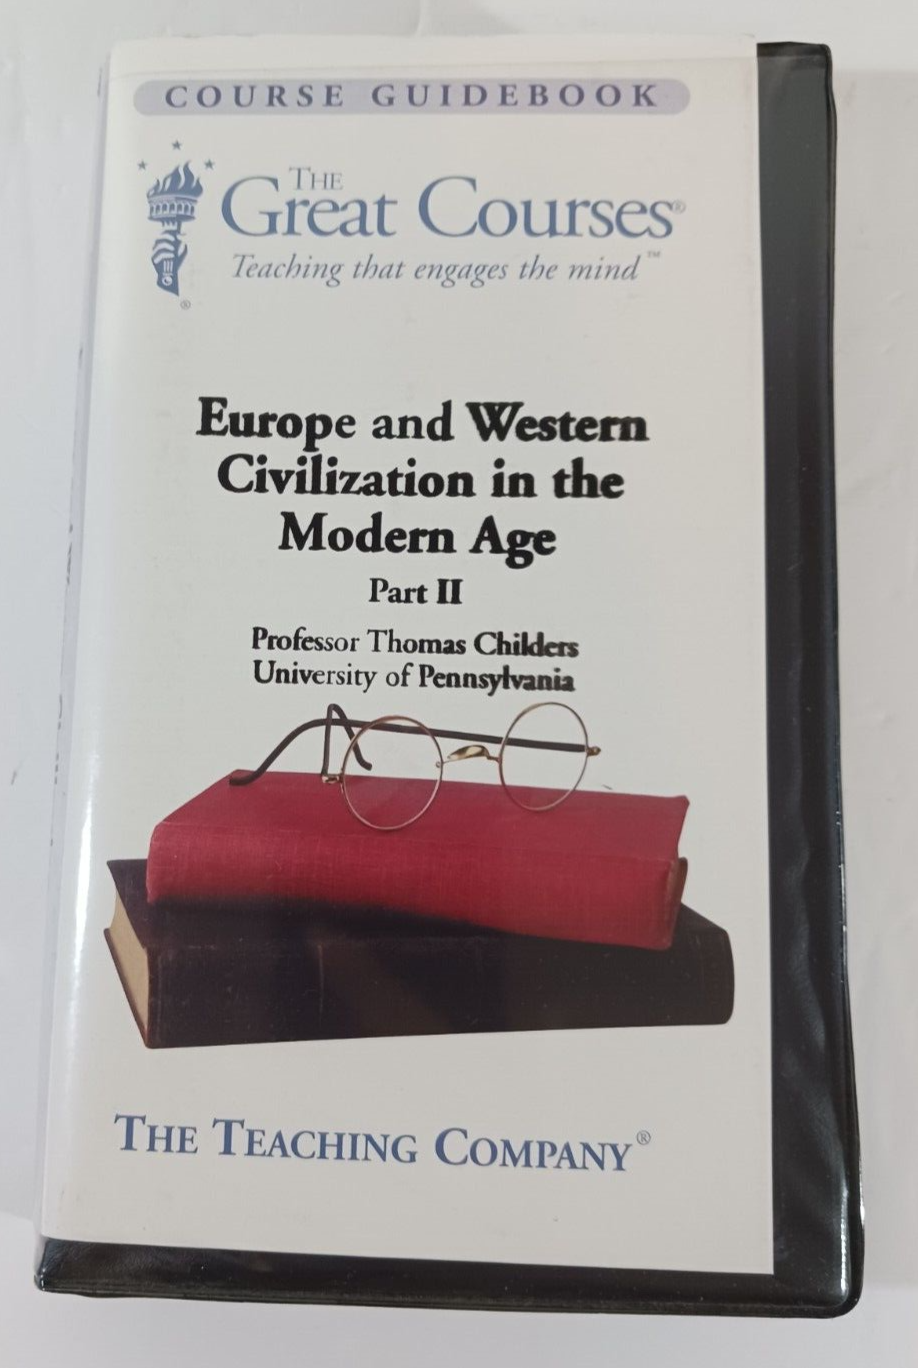 COURSE GUIDEBOOK
THE
Great Courses®
Teaching that engages the mind™
®
Europe and Western
Civilization in the
Modern Age
Part II
Professor Thomas Childers
University of Pennsylvania
THE TEACHING COMPANY®